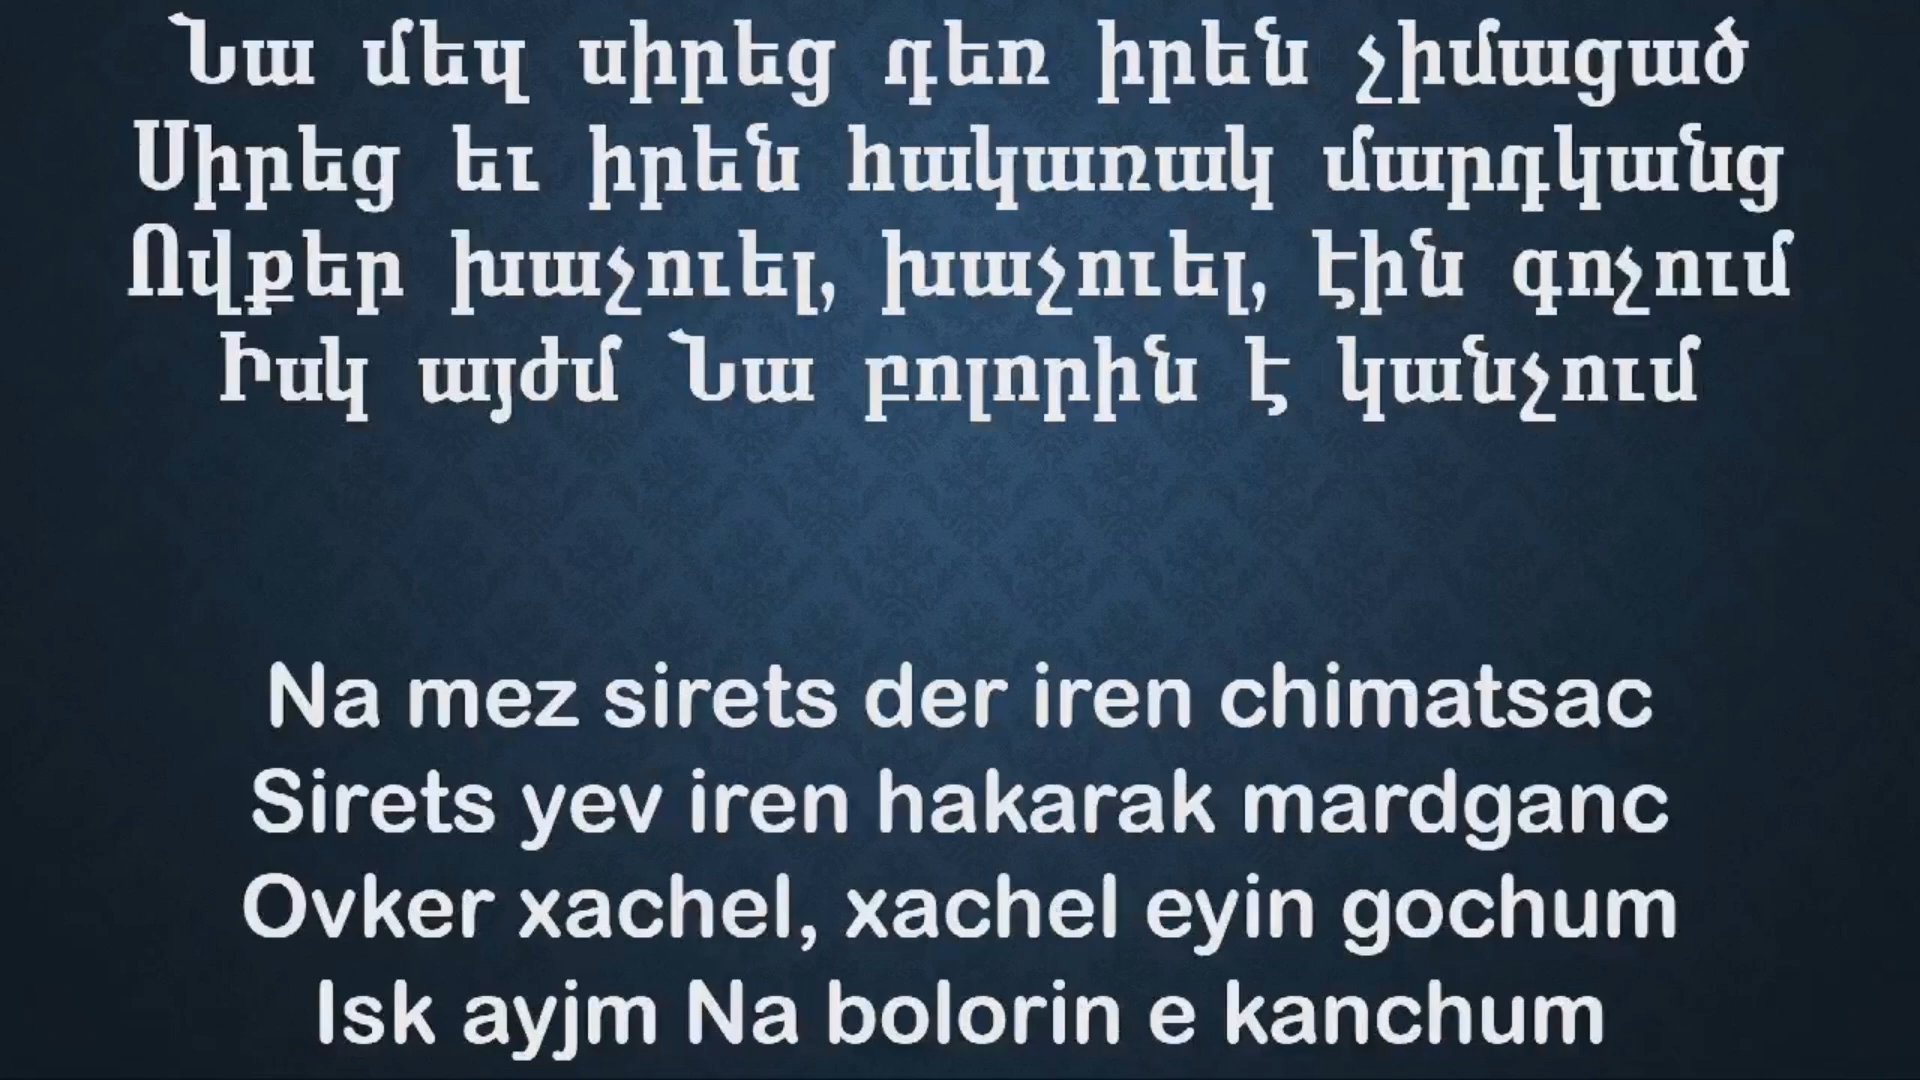 Նա մեզ սիրեց դեռ իրեն չիմացած
Սիրեց եւ իրեն հակառակ մարդկանց
Ովքեր խաչուել, խաչուել, էին գոչում
Իսկ այժմ Նա բոլորին է կանչում
Na mez sirets der iren chimatsac
Sirets yev iren hakarak mardganc
Ovker xachel, xachel eyin gochum
Isk ayjm Na bolorin e kanchum